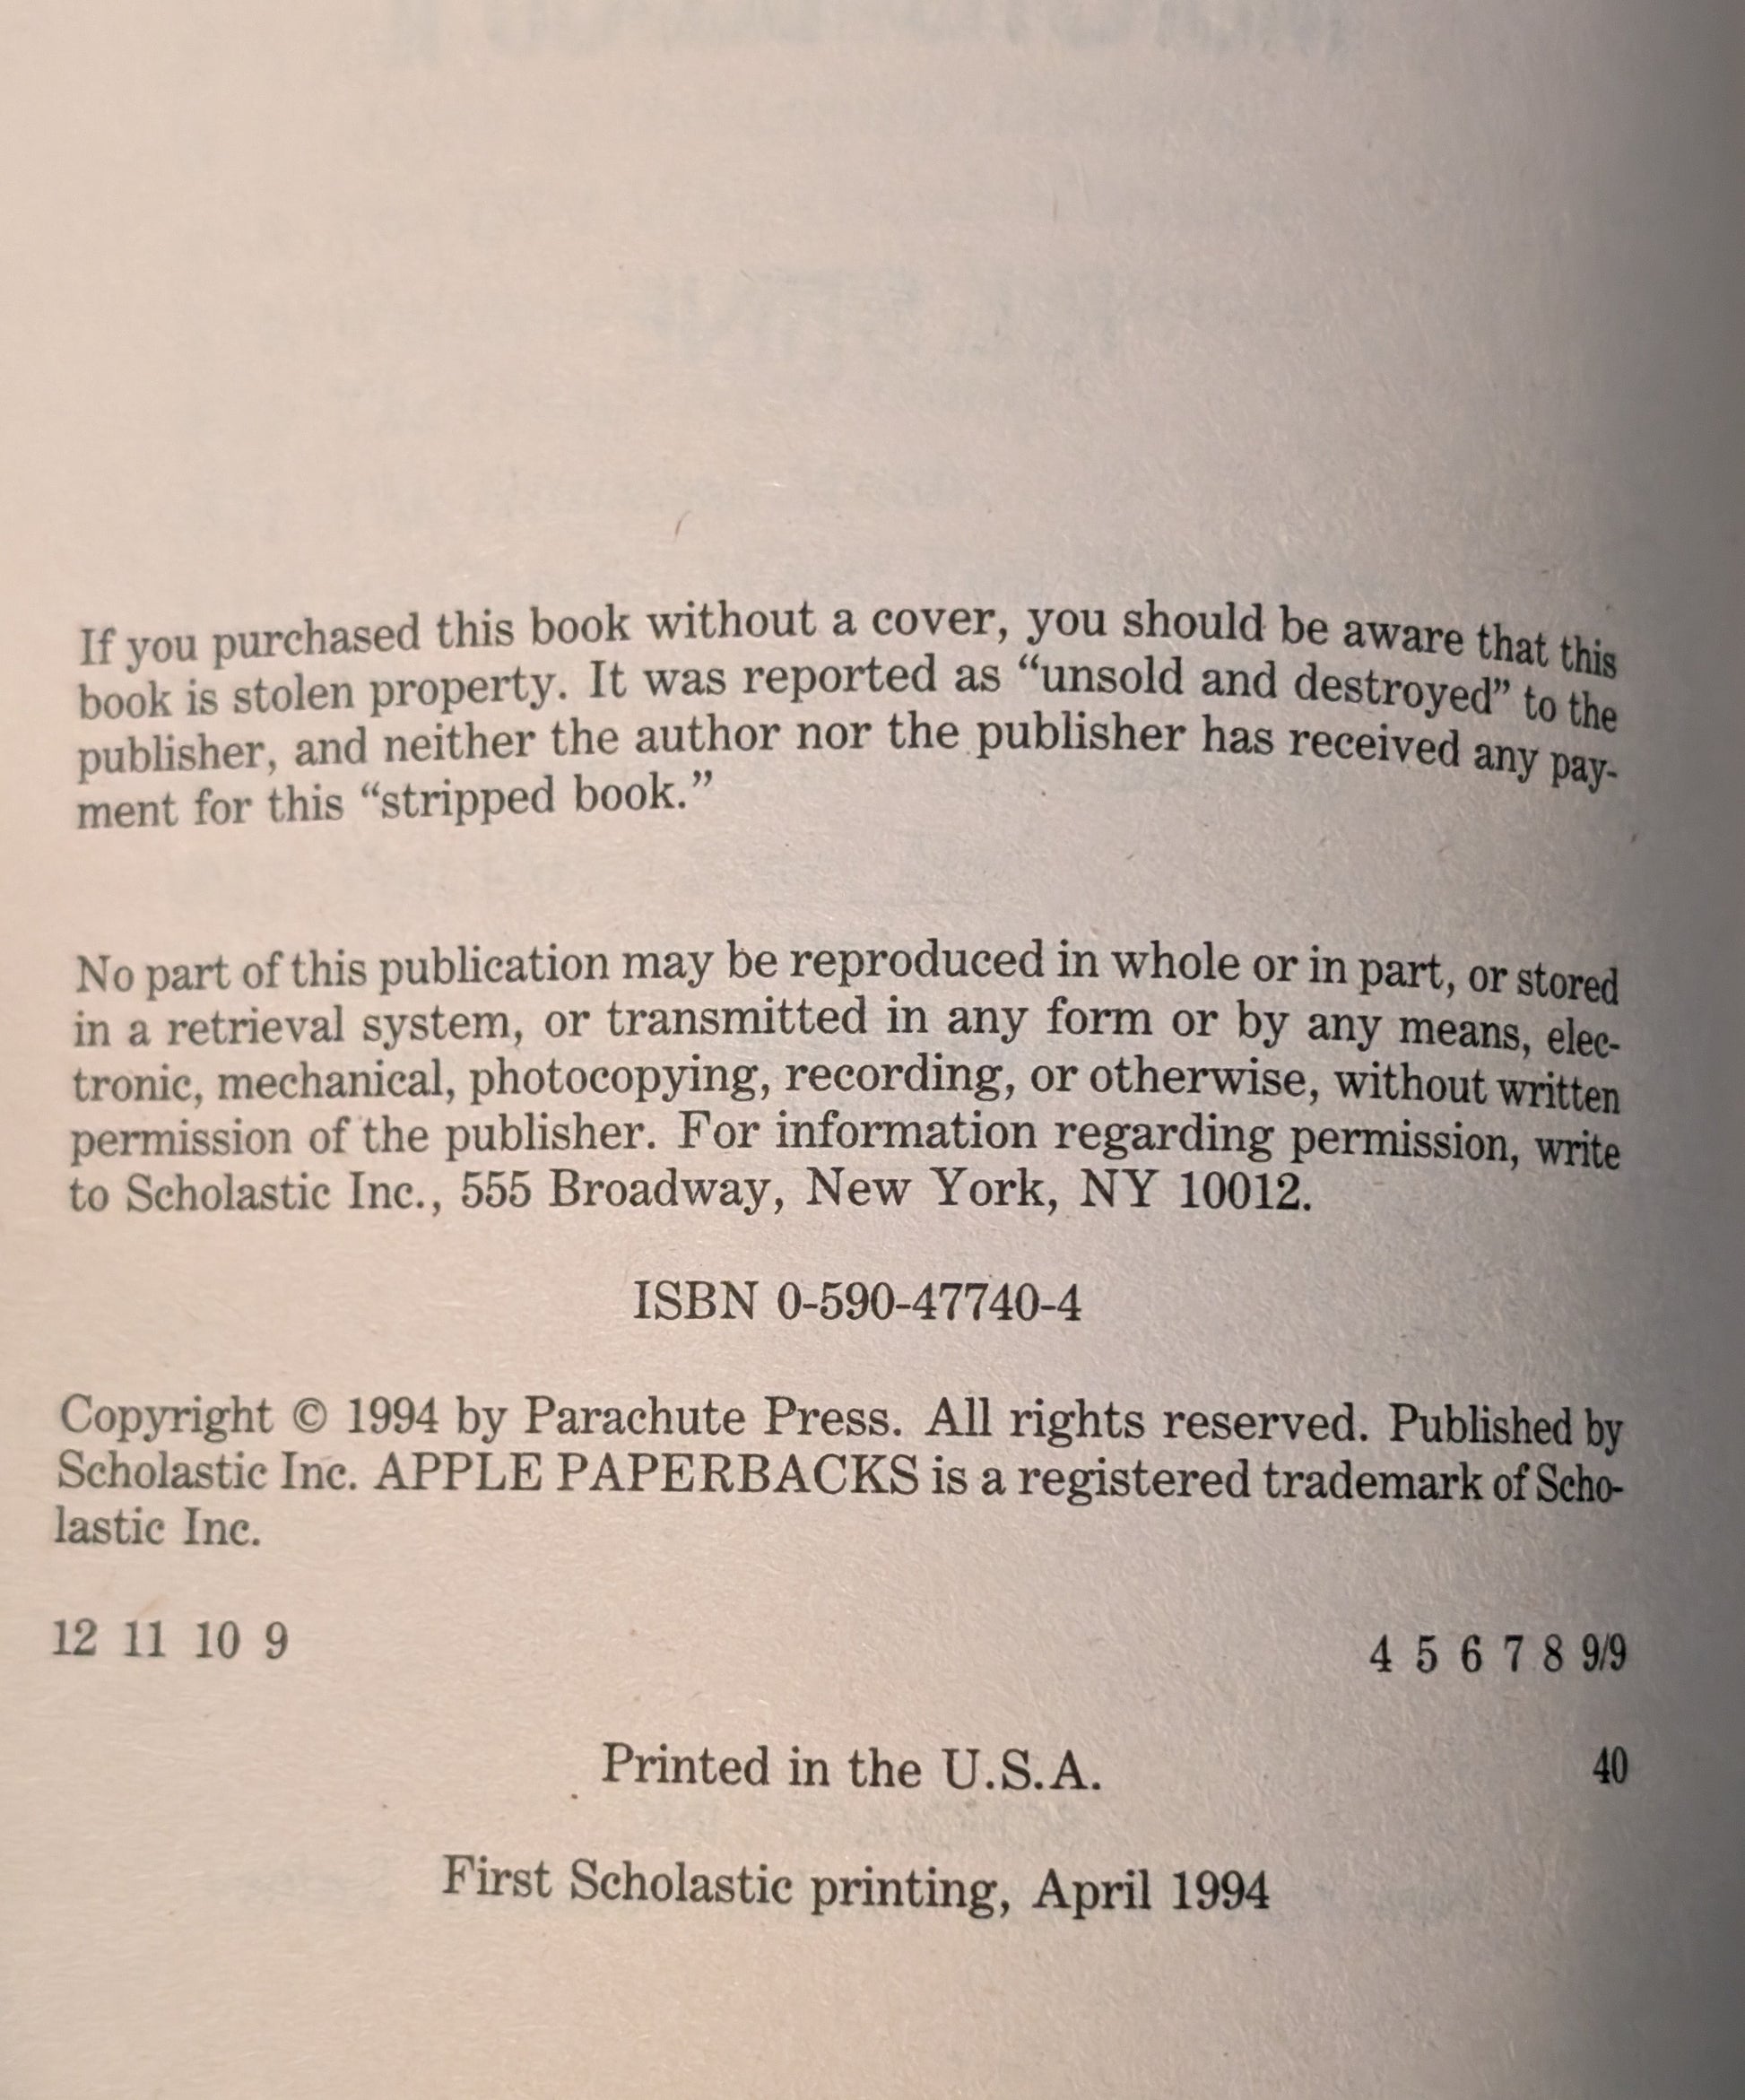 If you purchased this book without a cover, you should be aware that this
book is stolen property. It was reported as “unsold and destroyed” to the
publisher, and neither the author nor the publisher has received any pay-
ment for this “stripped book.”
No part of this publication may be reproduced in whole or in part, or stored
in a retrieval system, or transmitted in any form or by any means, elec-
tronic, mechanical, photocopying, recording, or otherwise, without written
permission of the publisher. For information regarding permission, write
to Scholastic Inc., 555 Broadway, New York, NY 10012.
ISBN 0-590-47740-4
Copyright © 1994 by Parachute Press. All rights reserved. Published by
Scholastic Inc. APPLE PAPERBACKS is a registered trademark of Scho-
lastic Inc.
12 11 10 9 4 5 6 7 8 9/9
Printed in the U.S.A. 40
First Scholastic printing, April 1994